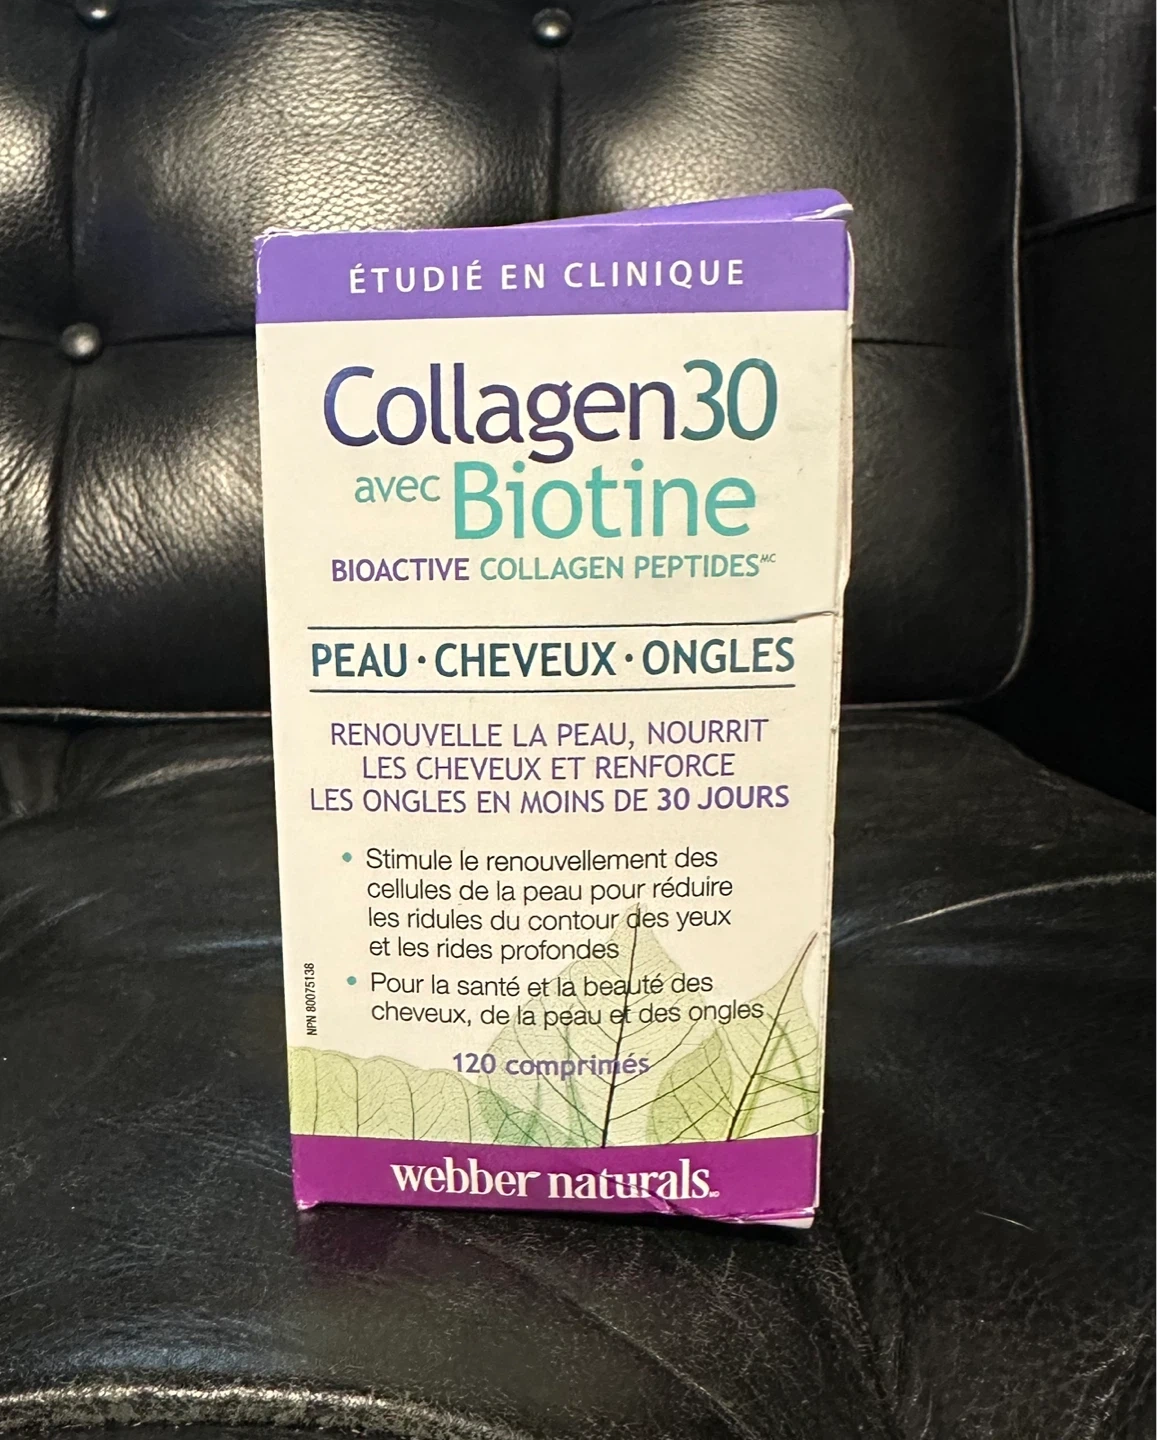 ÉTUDIÉ EN CLINIQUE
Collagen30
avec Biotine
BIOACTIVE COLLAGEN PEPTIDES MC
PEAU · CHEVEUX · ONGLES
RENOUVELLE LA PEAU, NOURRIT
LES CHEVEUX ET RENFORCE
LES ONGLES EN MOINS DE 30 JOURS
• Stimule le renouvellement des
cellules de la peau pour réduire
les ridules du contour des yeux
et les rides profondes
• Pour la santé et la beauté des
cheveux, de la peau et des ongles
NPN 80075138
120 comprimés
webber naturals MD